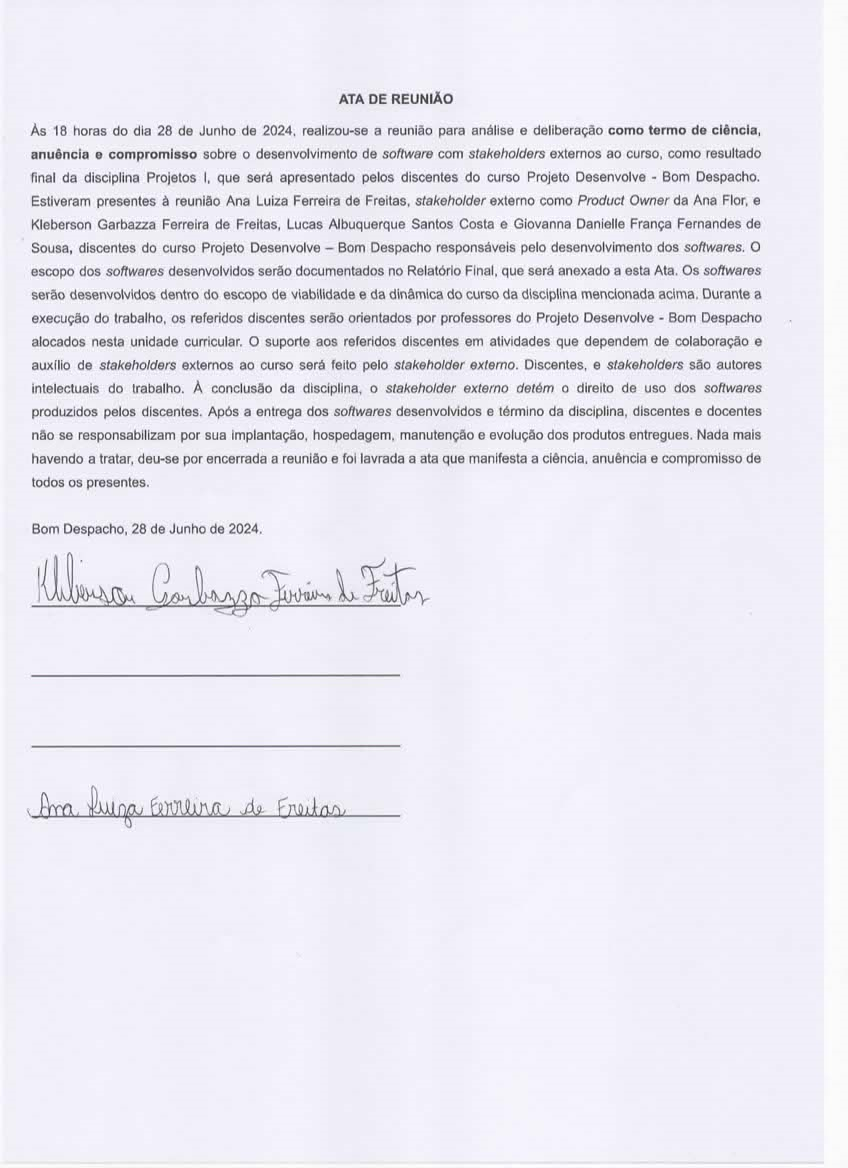 ATA DE REUNIÃO
Às 18 horas do dia 28 de Junho de 2024, realizou-se a reunião para análise e deliberação como termo de ciência,
anuência e compromisso sobre o desenvolvimento de software com stakeholders externos ao curso, como resultado
final da disciplina Projetos I, que será apresentado pelos discentes do curso Projeto Desenvolve - Bom Despacho.
Estiveram presentes à reunião Ana Luiza Ferreira de Freitas, stakeholder externo como Product Owner da Ana Flor, e
Kleberson Garbazza Ferreira de Freitas, Lucas Albuquerque Santos Costa e Giovanna Danielle França Fernandes de
Sousa, discentes do curso Projeto Desenvolve – Bom Despacho responsáveis pelo desenvolvimento dos softwares. O
escopo dos softwares desenvolvidos serão documentados no Relatório Final, que será anexado a esta Ata. Os softwares
serão desenvolvidos dentro do escopo de viabilidade e da dinâmica do curso da disciplina mencionada acima. Durante a
execução do trabalho, os referidos discentes serão orientados por professores do Projeto Desenvolve - Bom Despacho
alocados nesta unidade curricular. O suporte aos referidos discentes em atividades que dependem de colaboração e
auxílio de stakeholders externos ao curso será feito pelo stakeholder externo. Discentes, e stakeholders são autores
intelectuais do trabalho. À conclusão da disciplina, o stakeholder externo detém o direito de uso dos softwares
produzidos pelos discentes. Após a entrega dos softwares desenvolvidos e término da disciplina, discentes e docentes
não se responsabilizam por sua implantação, hospedagem, manutenção e evolução dos produtos entregues. Nada mais
havendo a tratar, deu-se por encerrada a reunião e foi lavrada a ata que manifesta a ciência, anuência e compromisso de
todos os presentes.
Bom Despacho, 28 de Junho de 2024.
Kleberson Garbazza Ferreira de Freitas
Ana Luiza Ferreira de Freitas